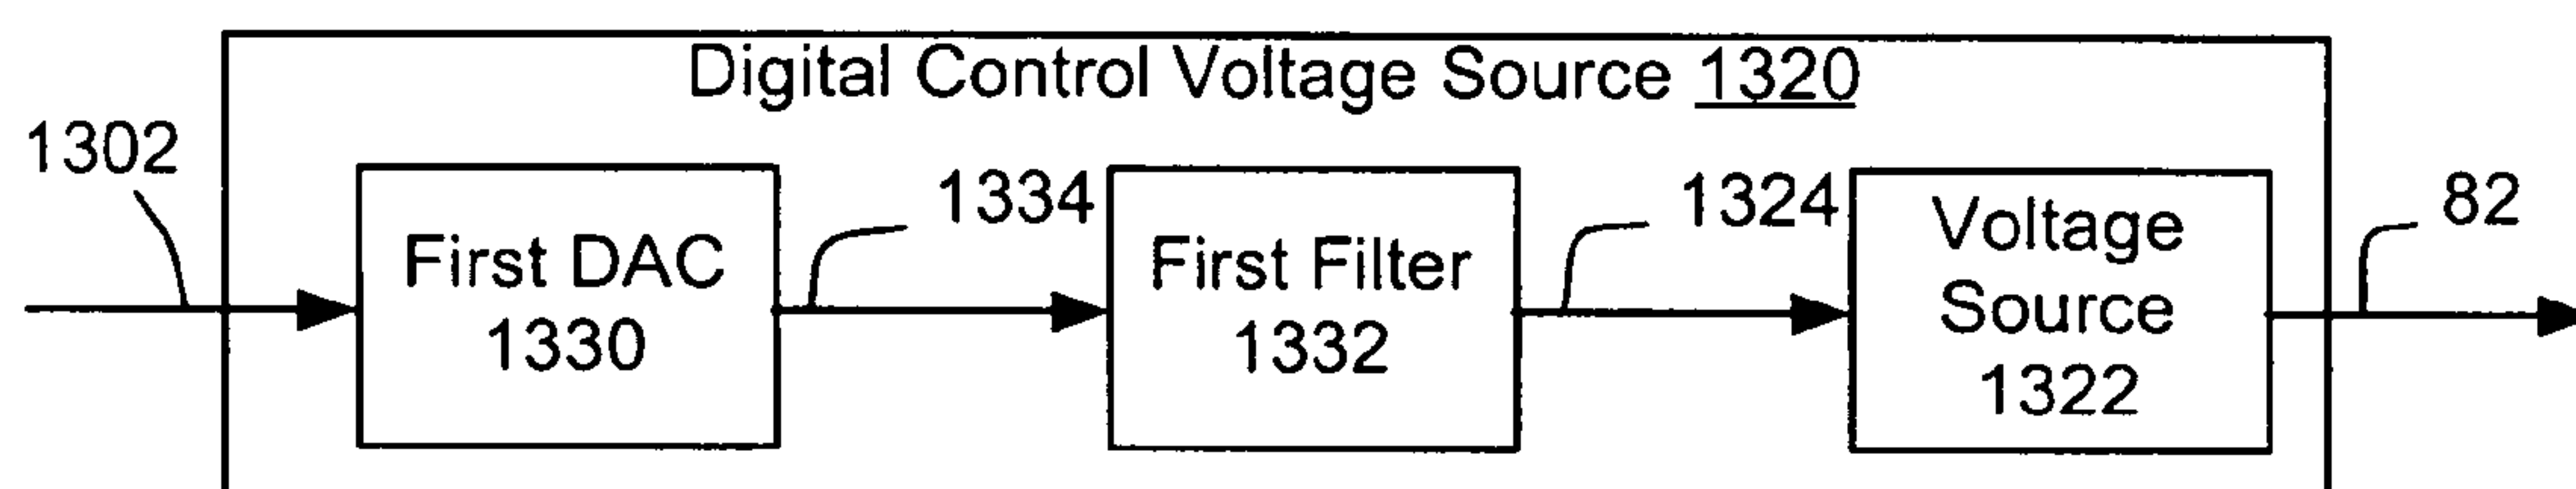 Digital Control Voltage Source 1320
1302
First DAC
1330
1334
First Filter
1332
1324
Voltage
Source
1322
82